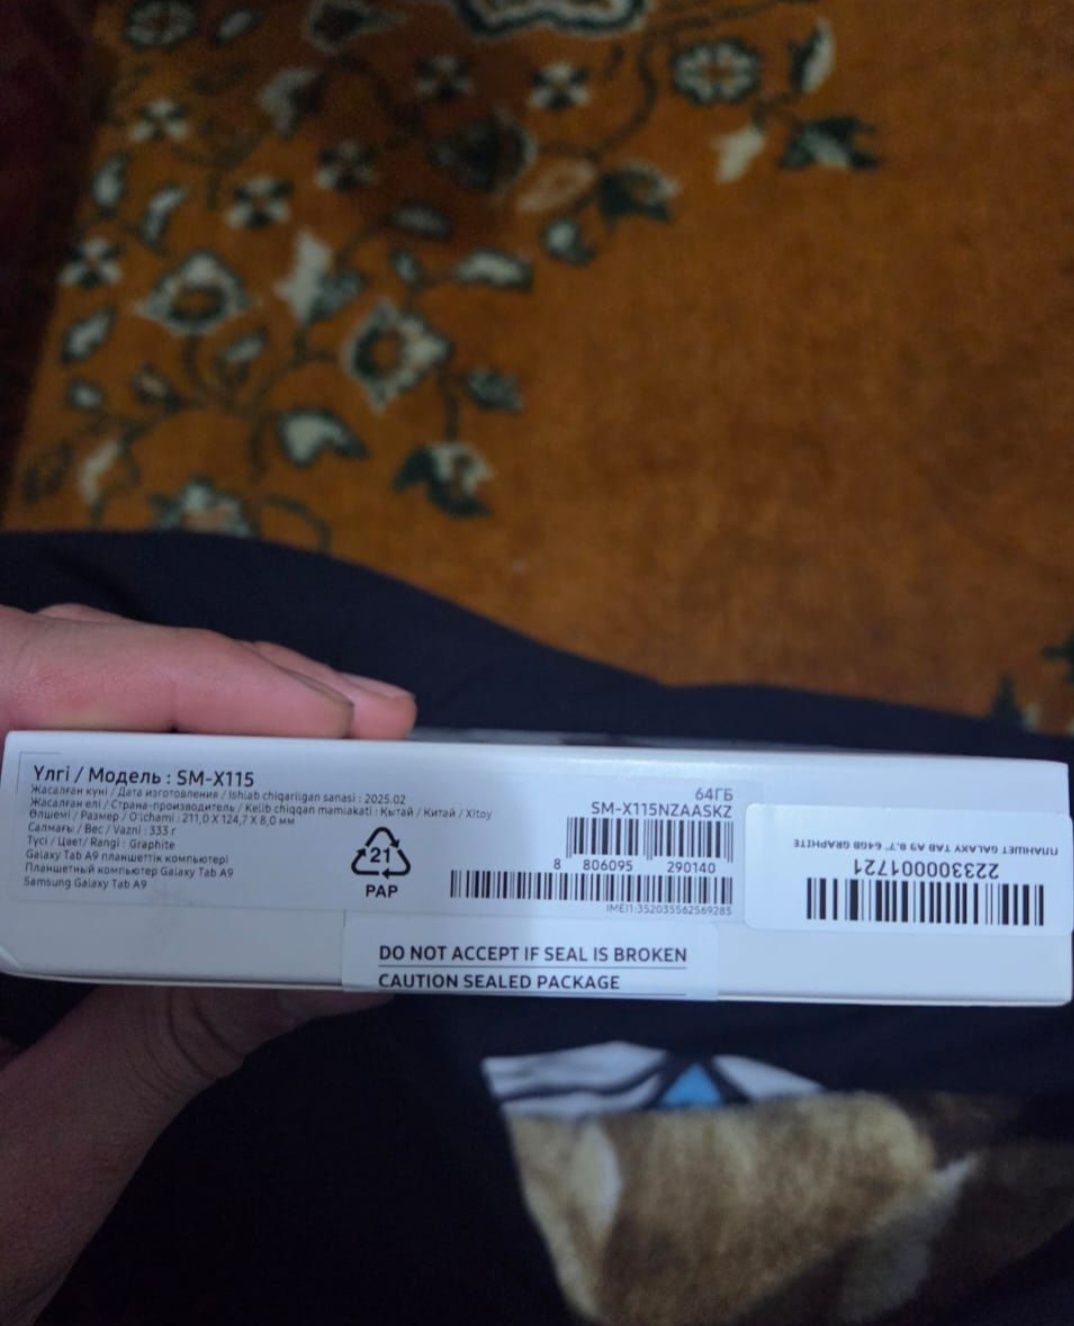 Үлгі / Модель : SM-X115
Жасалған күні / Дата изготовления / Ishlab chiqarilgan sanasi : 2025.02
Жасалған елі / Страна-производитель / Kelib chiqqan mamlakati : Қытай / Китай / Xitoy
Өлшемі / Размер / O'lchami : 211,0 X 124,7 X 8,0 мм
Салмағы / Вес / Vazni : 333 г
Түсі / Цвет/ Rangi : Graphite
Galaxy Tab A9 планшеттік компьютері
Планшетный компьютер Galaxy Tab A9
Samsung Galaxy Tab A9
21
PAP
64ГБ
SM-X115NZAASKZ
8 806095 290140
IMEI1:352035562569285
DO NOT ACCEPT IF SEAL IS BROKEN
CAUTION SEALED PACKAGE
ПЛАНШЕТ GALAXY TAB A9 8.7", 64GB GRAPHITE
223300001721